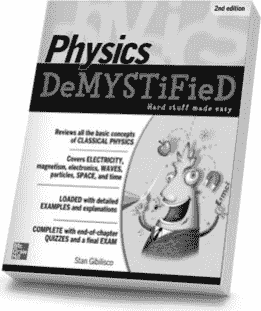 2nd edition
Physics
DeMYSTiFieD
Hard stuff made easy
Reviews all the basic concepts
of CLASSICAL PHYSICS
Covers ELECTRICITY,
magnetism, electronics, WAVES,
particles, SPACE, and time
LOADED with detailed
EXAMPLES and explanations
COMPLETE with end-of-chapter
QUIZZES and a final EXAM
Stan Gibilisco